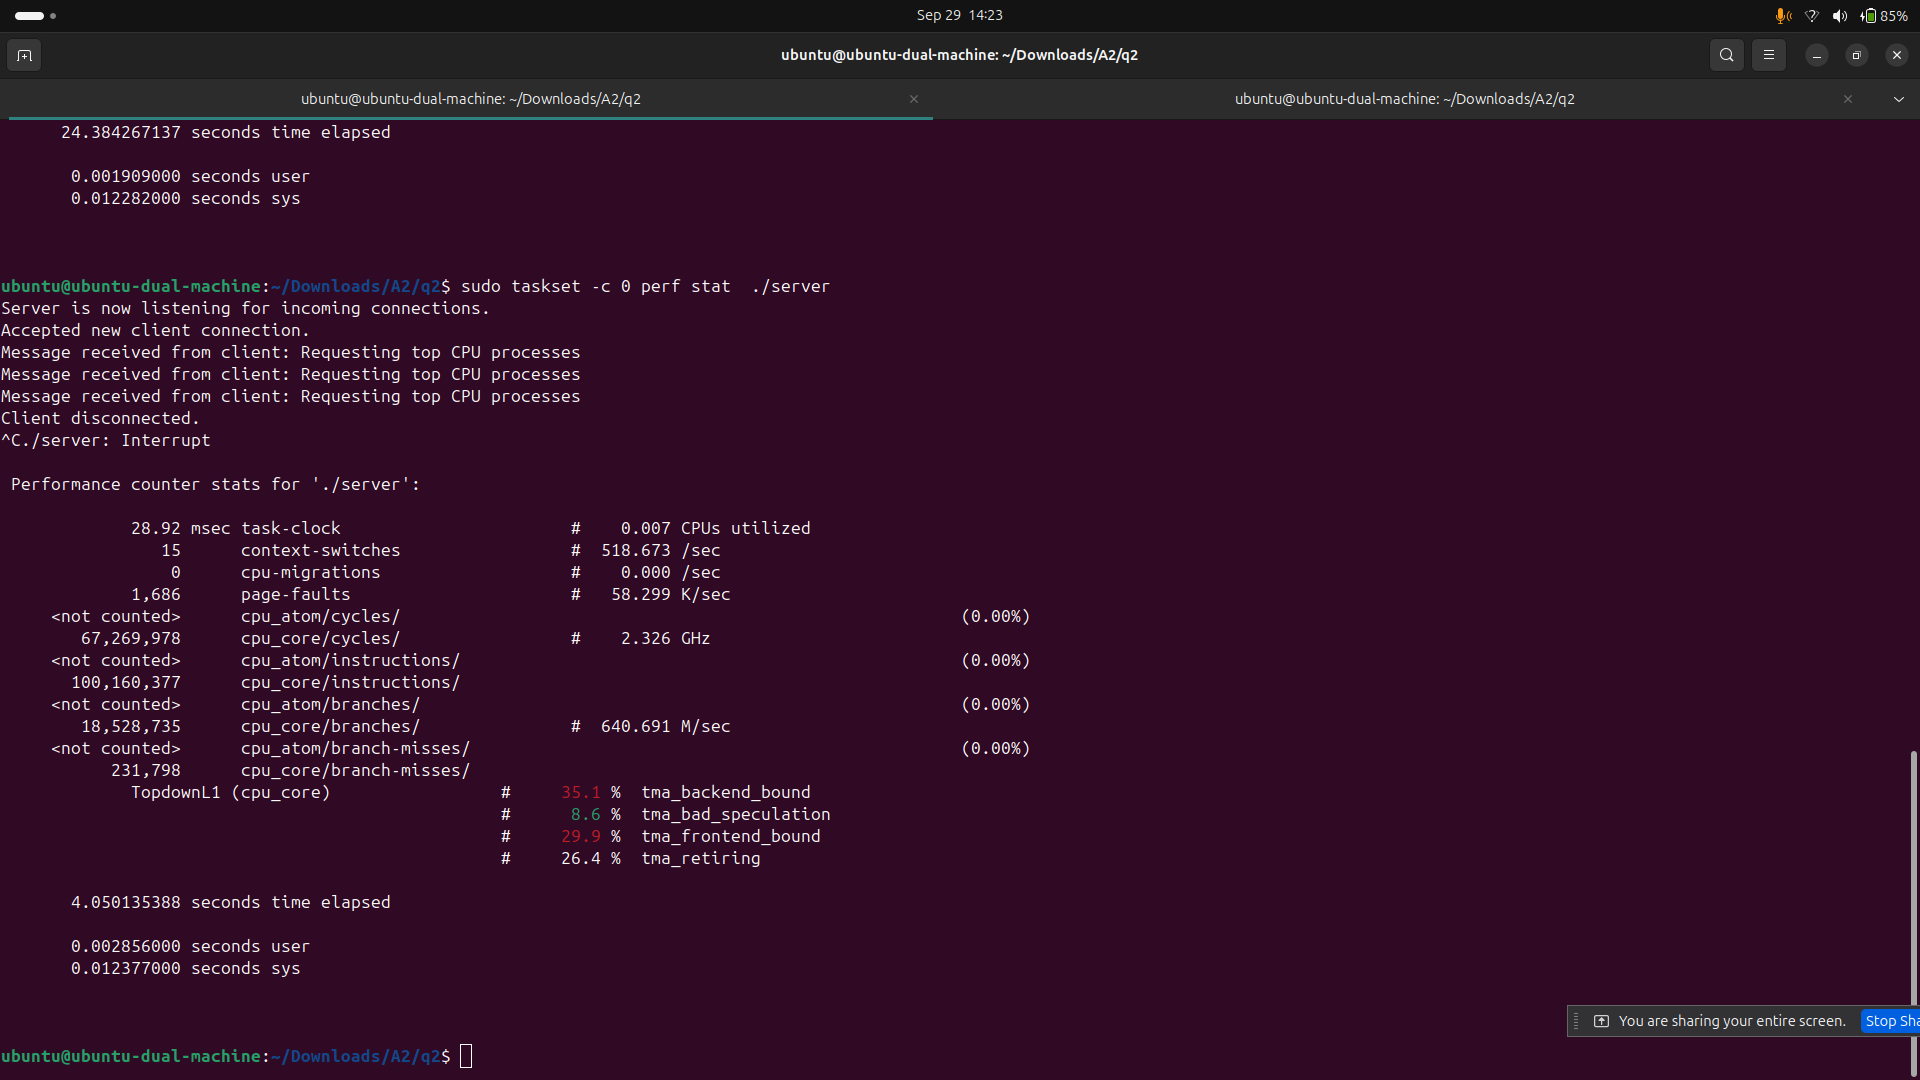 Sep 29 14:23
85%
ubuntu@ubuntu-dual-machine: ~/Downloads/A2/q2
ubuntu@ubuntu-dual-machine: ~/Downloads/A2/q2
ubuntu@ubuntu-dual-machine: ~/Downloads/A2/q2
24.384267137 seconds time elapsed
0.001909000 seconds user
0.012282000 seconds sys
ubuntu@ubuntu-dual-machine:~/Downloads/A2/q2$ sudo taskset -c 0 perf stat  ./server
Server is now listening for incoming connections.
Accepted new client connection.
Message received from client: Requesting top CPU processes
Message received from client: Requesting top CPU processes
Message received from client: Requesting top CPU processes
Client disconnected.
^C./server: Interrupt
Performance counter stats for './server':
28.92 msec task-clock # 0.007 CPUs utilized
15 context-switches # 518.673 /sec
0 cpu-migrations # 0.000 /sec
1,686 page-faults # 58.299 K/sec
<not counted> cpu_atom/cycles/ (0.00%)
67,269,978 cpu_core/cycles/ # 2.326 GHz
<not counted> cpu_atom/instructions/ (0.00%)
100,160,377 cpu_core/instructions/
<not counted> cpu_atom/branches/ (0.00%)
18,528,735 cpu_core/branches/ # 640.691 M/sec
<not counted> cpu_atom/branch-misses/ (0.00%)
231,798 cpu_core/branch-misses/
TopdownL1 (cpu_core) # 35.1 % tma_backend_bound
# 8.6 % tma_bad_speculation
# 29.9 % tma_frontend_bound
# 26.4 % tma_retiring
4.050135388 seconds time elapsed
0.002856000 seconds user
0.012377000 seconds sys
You are sharing your entire screen. Stop Sha
ubuntu@ubuntu-dual-machine:~/Downloads/A2/q2$